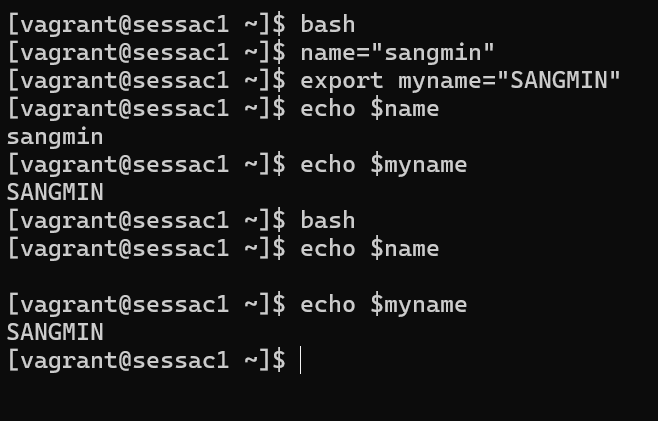 [vagrant@sessac1 ~]$ bash
[vagrant@sessac1 ~]$ name="sangmin"
[vagrant@sessac1 ~]$ export myname="SANGMIN"
[vagrant@sessac1 ~]$ echo $name
sangmin
[vagrant@sessac1 ~]$ echo $myname
SANGMIN
[vagrant@sessac1 ~]$ bash
[vagrant@sessac1 ~]$ echo $name

[vagrant@sessac1 ~]$ echo $myname
SANGMIN
[vagrant@sessac1 ~]$